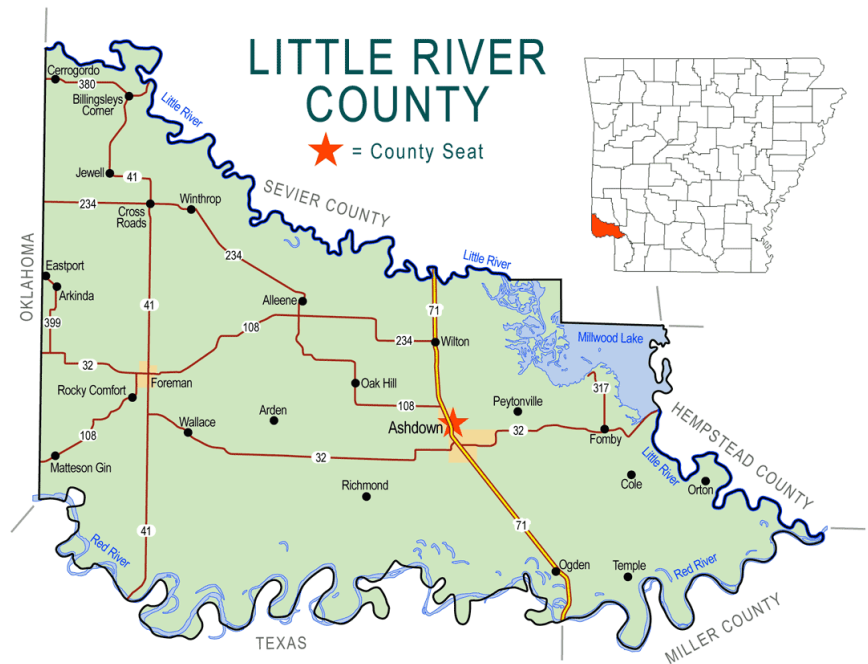 LITTLE RIVER
COUNTY
= County Seat
Cerrogordo
380
Billingsleys
Corner
Little River
Jewell
41
SEVIER COUNTY
234
Cross
Roads
Winthrop
234
OKLAHOMA
Eastport
Arkinda
Little River
Alleene
41
71
399
108
234
Wilton
Millwood Lake
32
Foreman
Rocky Comfort
Oak Hill
317
108
Peytonville
Arden
Wallace
Ashdown
32
HEMPSTEAD COUNTY
108
Fomby
32
Matteson Gin
Little River
Cole
Orton
Richmond
41
71
Red River
Ogden
Temple
Red River
TEXAS
MILLER COUNTY